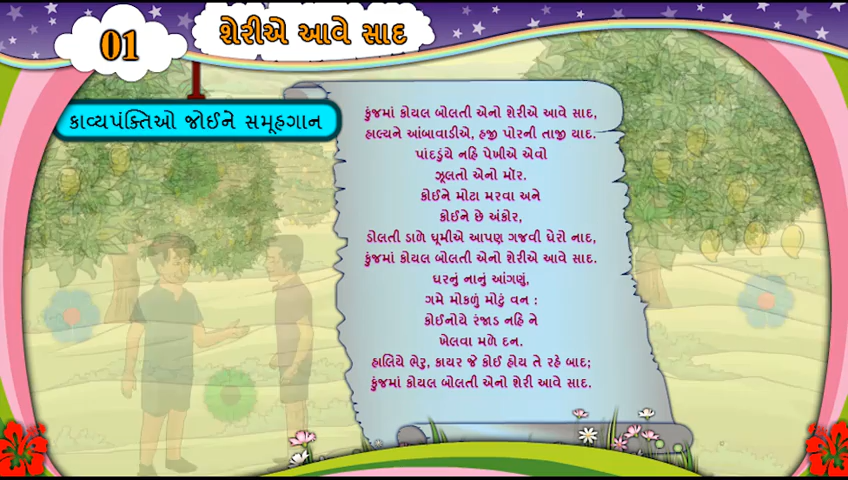 01
શેરીએ આવે સાદ
કાવ્યપંક્તિઓ જોઈને સમૂહગાન
કુંજમાં કોયલ બોલતી એનો શેરીએ આવે સાદ,
હાલ્યને આંબાવાડીએ, હજી પોરની તાજી યાદ.
પાંદડુંયે નહિ પેખીએ એવો
ઝૂલતો એનો મૉર.
કોઈને મોટા મરવા અને
કોઈને છે અંકોર,
ડોલતી ડાળે ઘૂમીએ આપણ ગજવી ઘેરો નાદ,
કુંજમાં કોયલ બોલતી એનો શેરીએ આવે સાદ.
ઘરનું નાનું આંગણું,
ગમે મોકળું મોટું વન :
કોઈનોયે રંજાડ નહિ ને
ખેલવા મળે દન.
હાલિયે ભેરુ, કાયર જે કોઈ હોય તે રહે બાદ;
કુંજમાં કોયલ બોલતી એનો શેરી આવે સાદ.